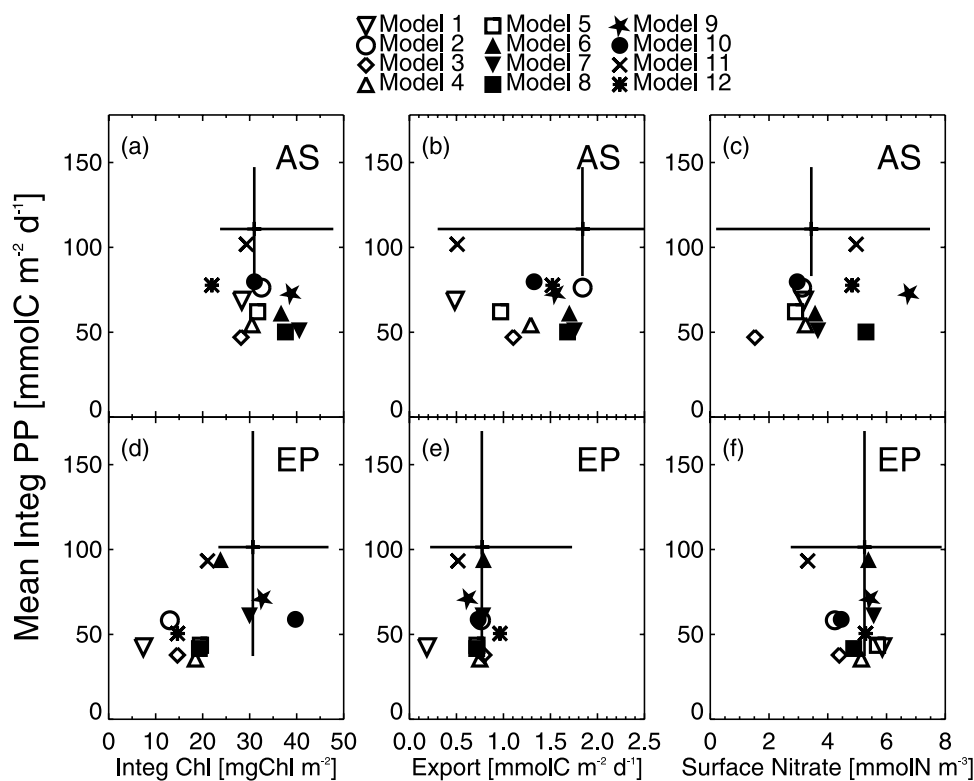 Model 1 Model 5 Model 9
Model 2 Model 6 Model 10
Model 3 Model 7 Model 11
Model 4 Model 8 Model 12
Mean Integ PP [mmolC m⁻² d⁻¹]
(a) AS (b) AS (c) AS
150
100
50
0
(d) EP (e) EP (f) EP
150
100
50
0
0 10 20 30 40 50 0.0 0.5 1.0 1.5 2.0 2.5 0 2 4 6 8
Integ Chl [mgChl m⁻²] Export [mmolC m⁻² d⁻¹] Surface Nitrate [mmolN m⁻³]